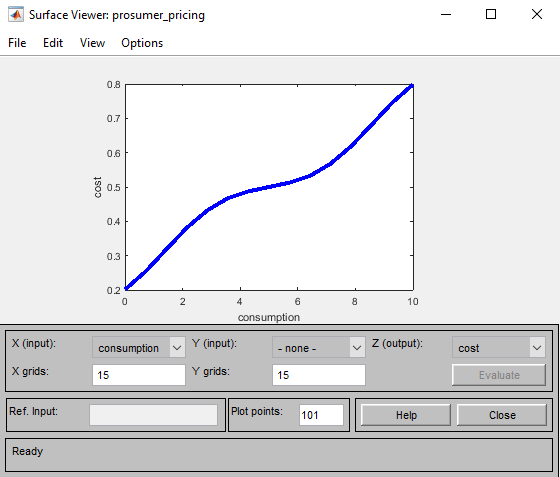 Surface Viewer: prosumer_pricing
File Edit View Options
0.8
0.7
0.6
0.5
0.4
0.3
0.2
cost
0 2 4 6 8 10
consumption
X (input): consumption Y (input): - none - Z (output): cost
X grids: 15 Y grids: 15 Evaluate
Ref. Input: Plot points: 101 Help Close
Ready